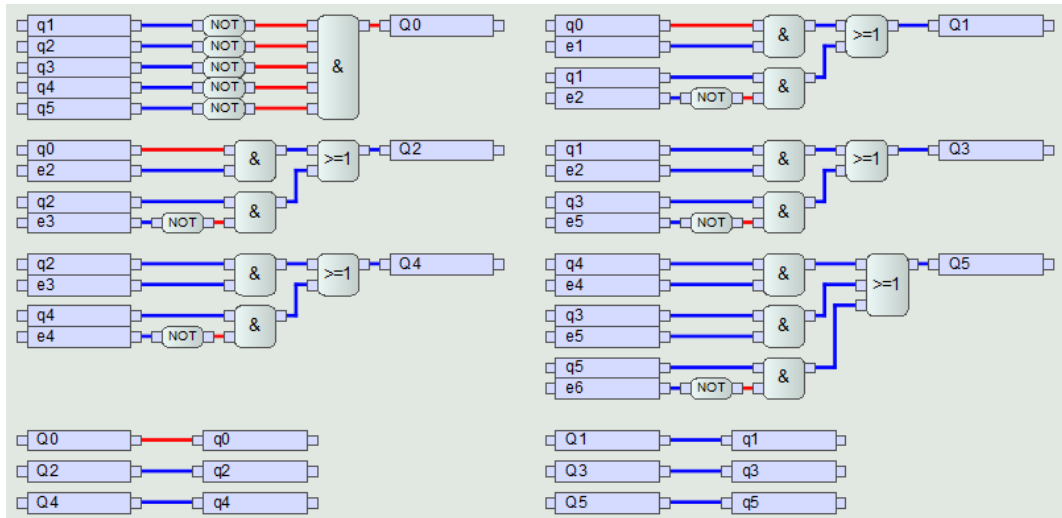 q1 NOT Q0
q2 NOT
q3 NOT &
q4 NOT
q5 NOT
q0 & >=1 Q1
e1
q1 &
e2 NOT
q0 & >=1 Q2
e2
q2 &
e3 NOT
q1 & >=1 Q3
e2
q3 &
e5 NOT
q2 & >=1 Q4
e3
q4 &
e4 NOT
q4 & >=1 Q5
e4
q3 &
e5
q5 &
e6 NOT
Q0 q0
Q2 q2
Q4 q4
Q1 q1
Q3 q3
Q5 q5